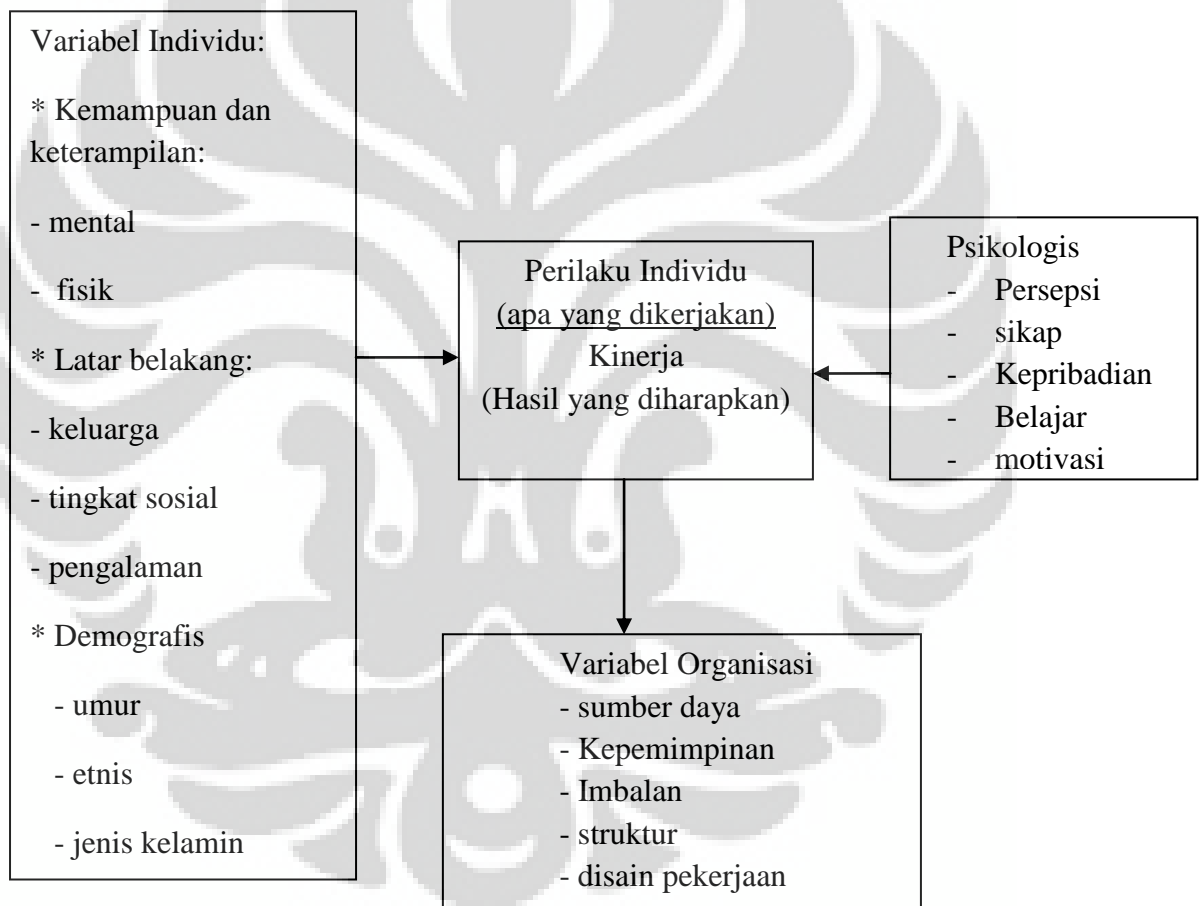 Variabel Individu:
* Kemampuan dan
keterampilan:
- mental
- fisik
* Latar belakang:
- keluarga
- tingkat sosial
- pengalaman
* Demografis
- umur
- etnis
- jenis kelamin
Perilaku Individu
(apa yang dikerjakan)
Kinerja
(Hasil yang diharapkan)
Psikologis
- Persepsi
- sikap
- Kepribadian
- Belajar
- motivasi
Variabel Organisasi
- sumber daya
- Kepemimpinan
- Imbalan
- struktur
- disain pekerjaan